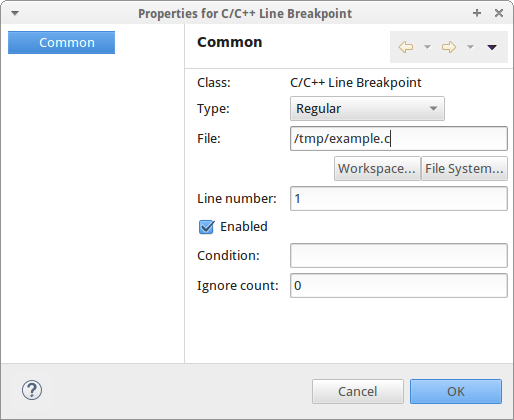 Properties for C/C++ Line Breakpoint
Common
Common
Class: C/C++ Line Breakpoint
Type: Regular
File: /tmp/example.c
Workspace... File System...
Line number: 1
Enabled
Condition:
Ignore count: 0
? Cancel OK